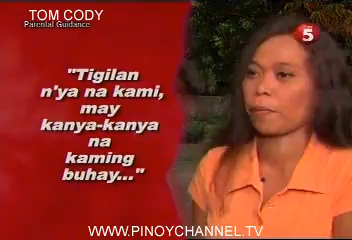 TOM CODY
Parental Guidance
5
"Tigilan
n'ya na kami,
may
kanya-kanya
na
kaming
buhay..."
WWW.PINOYCHANNEL.TV